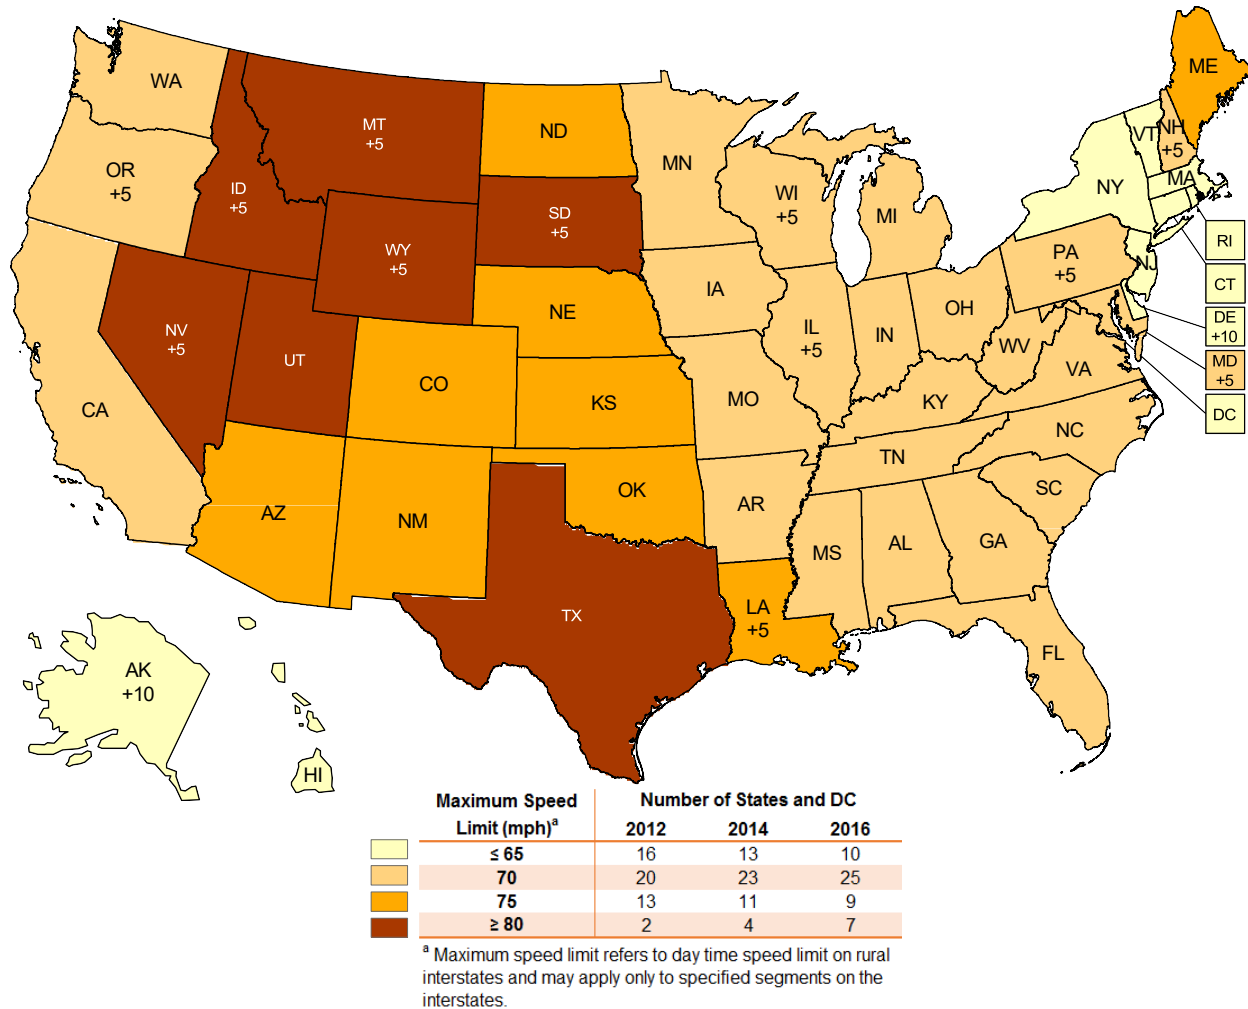 WA
OR
+5
CA
ID
+5
NV
+5
MT
+5
WY
+5
UT
AZ
CO
NM
ND
SD
+5
NE
KS
OK
TX
MN
IA
MO
AR
LA
+5
WI
+5
IL
+5
MI
IN
OH
KY
TN
MS
AL
GA
FL
SC
NC
VA
WV
PA
+5
NY
VT
NH
+5
ME
MA
NJ
RI
CT
DE
+10
MD
+5
DC
AK
+10
HI
Maximum Speed Number of States and DC
Limit (mph)a 2012 2014 2016
≤ 65 16 13 10
70 20 23 25
75 13 11 9
≥ 80 2 4 7
a Maximum speed limit refers to day time speed limit on rural
interstates and may apply only to specified segments on the
interstates.